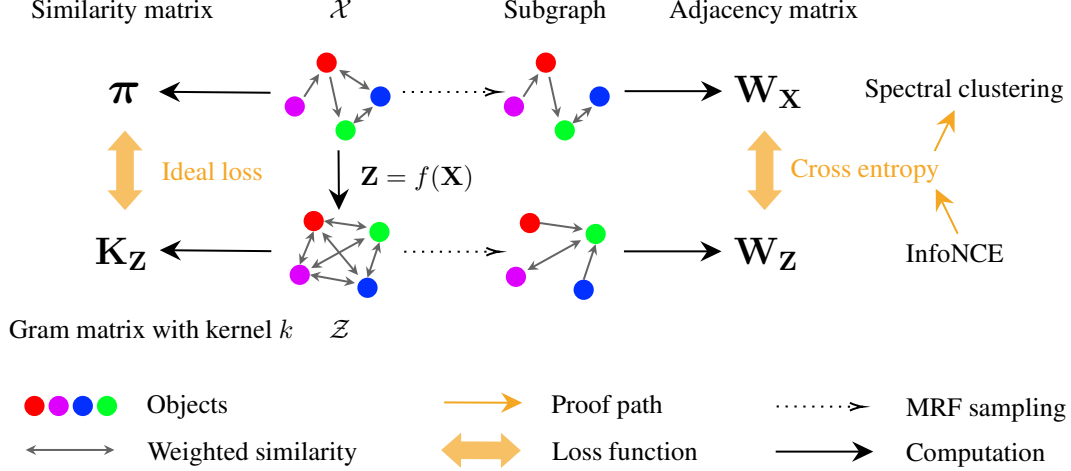 Similarity matrix 𝒳 Subgraph Adjacency matrix
π W_X Spectral clustering
Ideal loss Z = f(X) Cross entropy
K_Z W_Z InfoNCE
Gram matrix with kernel k 𝒵
Objects Proof path MRF sampling
Weighted similarity Loss function Computation